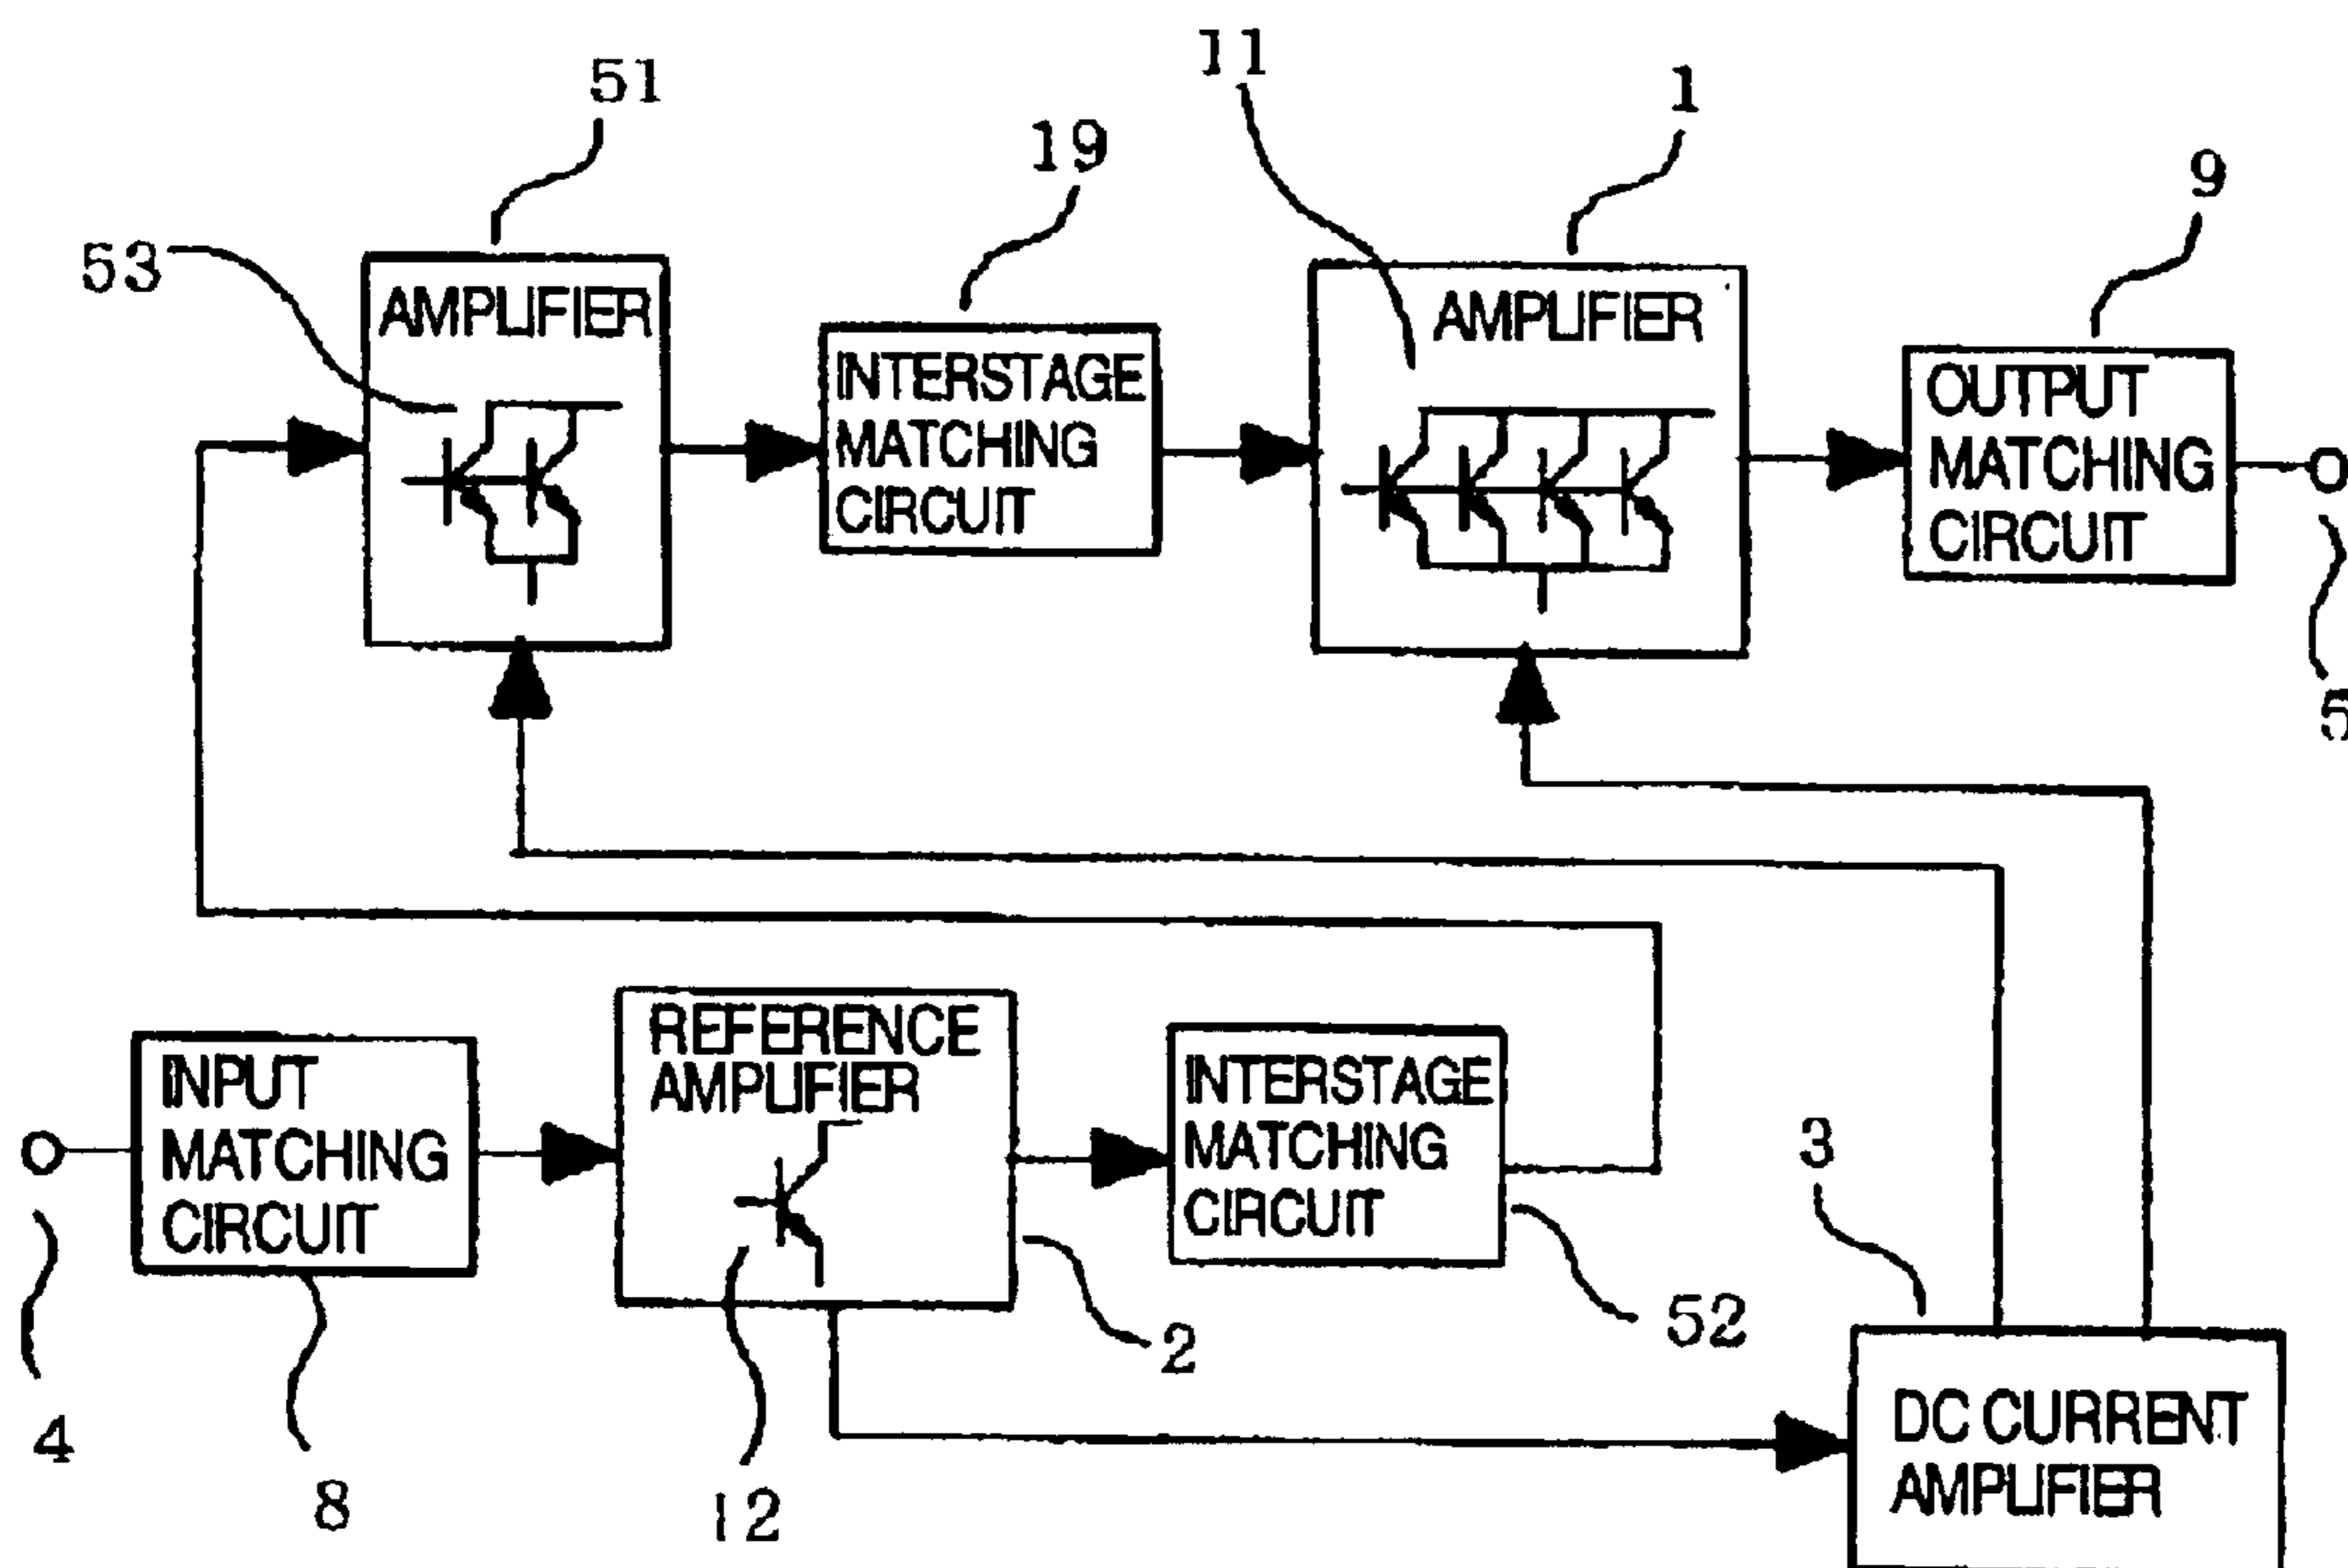 51
19
11
1
9
53
AMPLIFIER
INTERSTAGE
MATCHING
CIRCUIT
AMPLIFIER
OUTPUT
MATCHING
CIRCUIT
5
INPUT
MATCHING
CIRCUIT
REFERENCE
AMPLIFIER
INTERSTAGE
MATCHING
CIRCUIT
3
4
8
12
2
52
DC CURRENT
AMPLIFIER